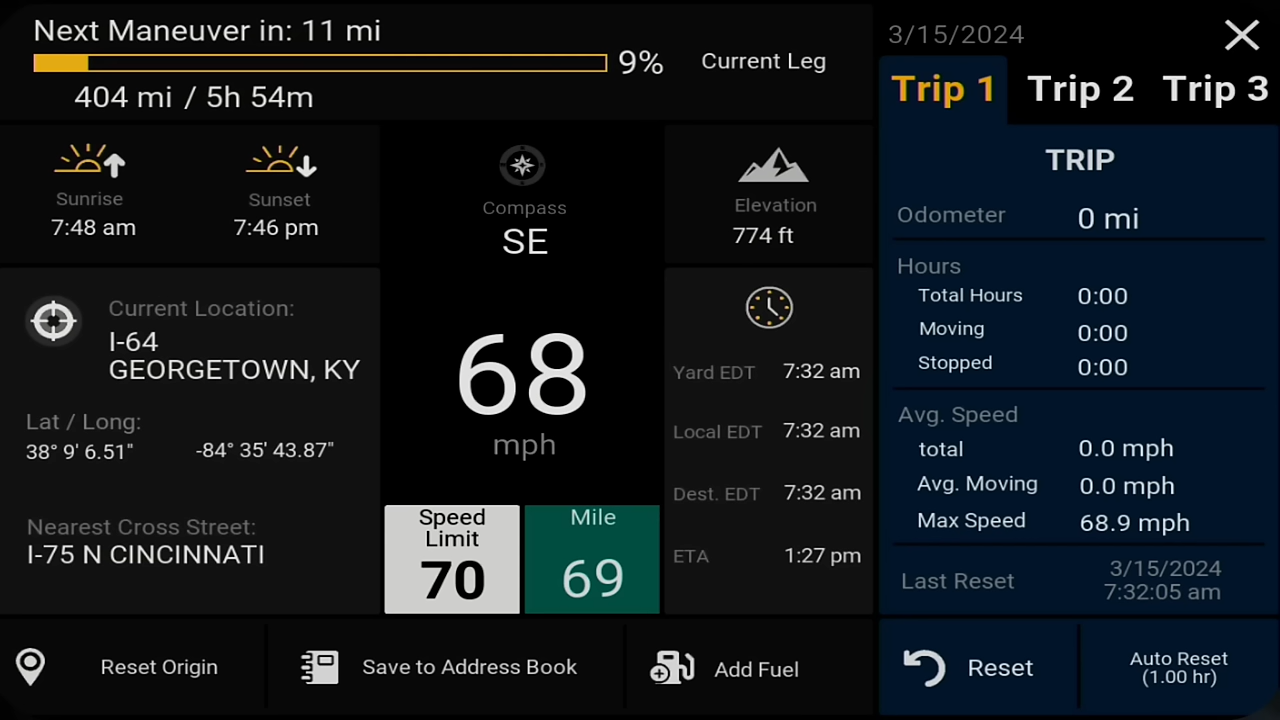 Next Maneuver in: 11 mi
9%
Current Leg
404 mi / 5h 54m
Sunrise
7:48 am
Sunset
7:46 pm
Compass
SE
Elevation
774 ft
Current Location:
I-64
GEORGETOWN, KY
Lat / Long:
38° 9' 6.51" -84° 35' 43.87"
Nearest Cross Street:
I-75 N CINCINNATI
68
mph
Speed
Limit
70
Mile
69
Yard EDT 7:32 am
Local EDT 7:32 am
Dest. EDT 7:32 am
ETA 1:27 pm
Reset Origin
Save to Address Book
Add Fuel
3/15/2024
Trip 1 Trip 2 Trip 3
TRIP
Odometer 0 mi
Hours
Total Hours 0:00
Moving 0:00
Stopped 0:00
Avg. Speed
total 0.0 mph
Avg. Moving 0.0 mph
Max Speed 68.9 mph
Last Reset 3/15/2024
7:32:05 am
Reset
Auto Reset
(1.00 hr)